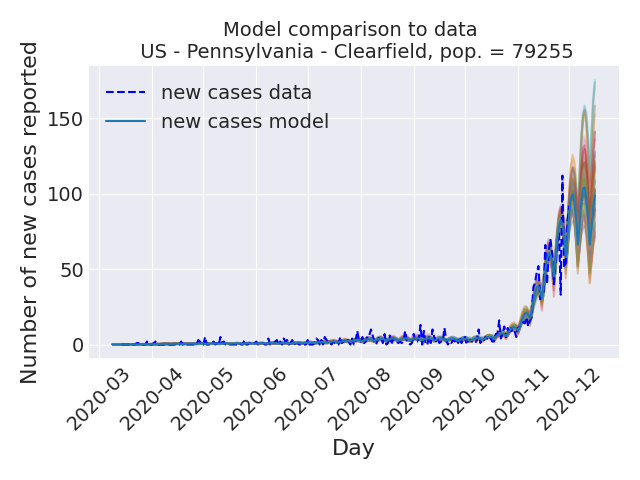 Model comparison to data
US - Pennsylvania - Clearfield, pop. = 79255
new cases data
new cases model
Number of new cases reported
150
100
50
0
2020-03
2020-04
2020-05
2020-06
2020-07
2020-08
2020-09
2020-10
2020-11
2020-12
Day